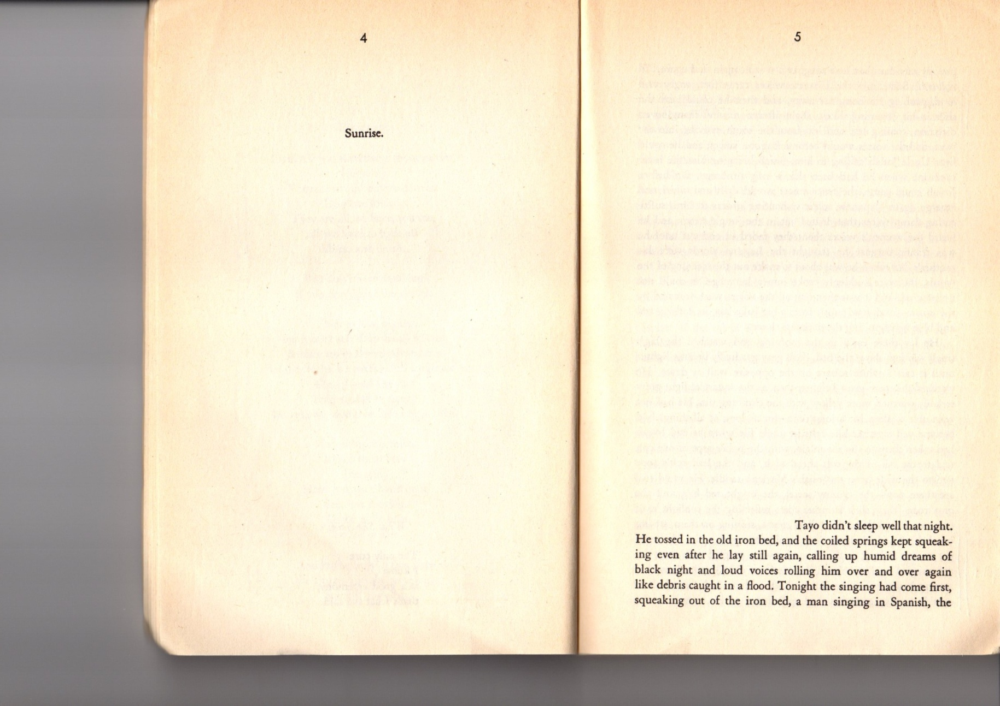 4
Sunrise.
5
Tayo didn't sleep well that night.
He tossed in the old iron bed, and the coiled springs kept squeak-
ing even after he lay still again, calling up humid dreams of
black night and loud voices rolling him over and over again
like debris caught in a flood. Tonight the singing had come first,
squeaking out of the iron bed, a man singing in Spanish, the